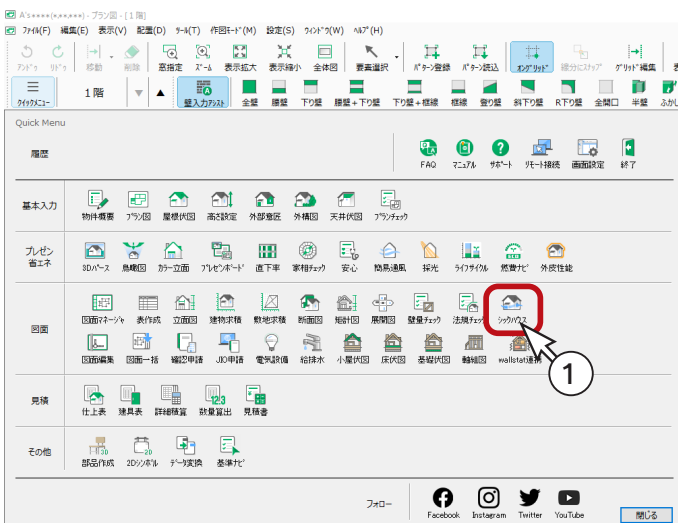 A's****(*,**,***) - プラン図 - [1 階]
ファイル(F) 編集(E) 表示(V) 配置(D) ツール(T) 作図モード(M) 設定(S) ウィンドウ(W) ヘルプ(H)
アンドゥ リドゥ 移動 削除 窓指定 ズーム 表示拡大 表示縮小 全体図 要素選択 パターン登録 パターン読込 オングリッド 線分にスナップ グリッド編集 表
クイックメニュー 1 階 ▼ ▲ 壁入力アシスト 全壁 腰壁 下り壁 腰壁+下り壁 下り壁+框線 框線 登り壁 斜下り壁 R下り壁 全開口 半壁 ふかし
Quick Menu
履歴 FAQ マニュアル サポート リモート接続 画面設定 終了
基本入力 物件概要 プラン図 屋根伏図 高さ設定 外部意匠 外構図 天井伏図 プランチェック
プレゼン
省エネ 3Dパース 鳥瞰図 カラー立面 プレゼンボード 直下率 家相チェック 安心 簡易通風 採光 ライフサイクル 燃費ナビ 外皮性能
図面 図面マネージャ 表作成 立面図 建物求積 敷地求積 断面図 矩計図 展開図 壁量チェック 法規チェック シックハウス
図面編集 図面一括 確認申請 JIO申請 電気設備 給排水 小屋伏図 床伏図 基礎伏図 軸組図 wallstat連携
1
見積 仕上表 建具表 詳細積算 数量算出 見積書
その他 部品作成 2Dシンボル データ変換 基準ナビ
フォロー Facebook Instagram Twitter YouTube 閉じる